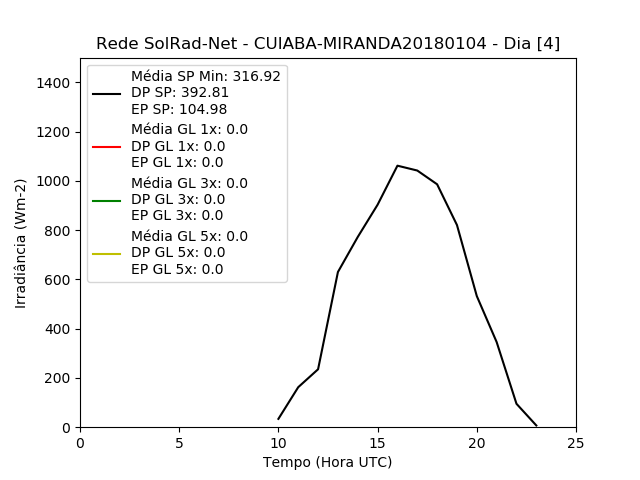 Rede SolRad-Net - CUIABA-MIRANDA20180104 - Dia [4]
Média SP Min: 316.92
DP SP: 392.81
EP SP: 104.98
Média GL 1x: 0.0
DP GL 1x: 0.0
EP GL 1x: 0.0
Média GL 3x: 0.0
DP GL 3x: 0.0
EP GL 3x: 0.0
Média GL 5x: 0.0
DP GL 5x: 0.0
EP GL 5x: 0.0
Irradiância (Wm-2)
1400
1200
1000
800
600
400
200
0
0 5 10 15 20 25
Tempo (Hora UTC)